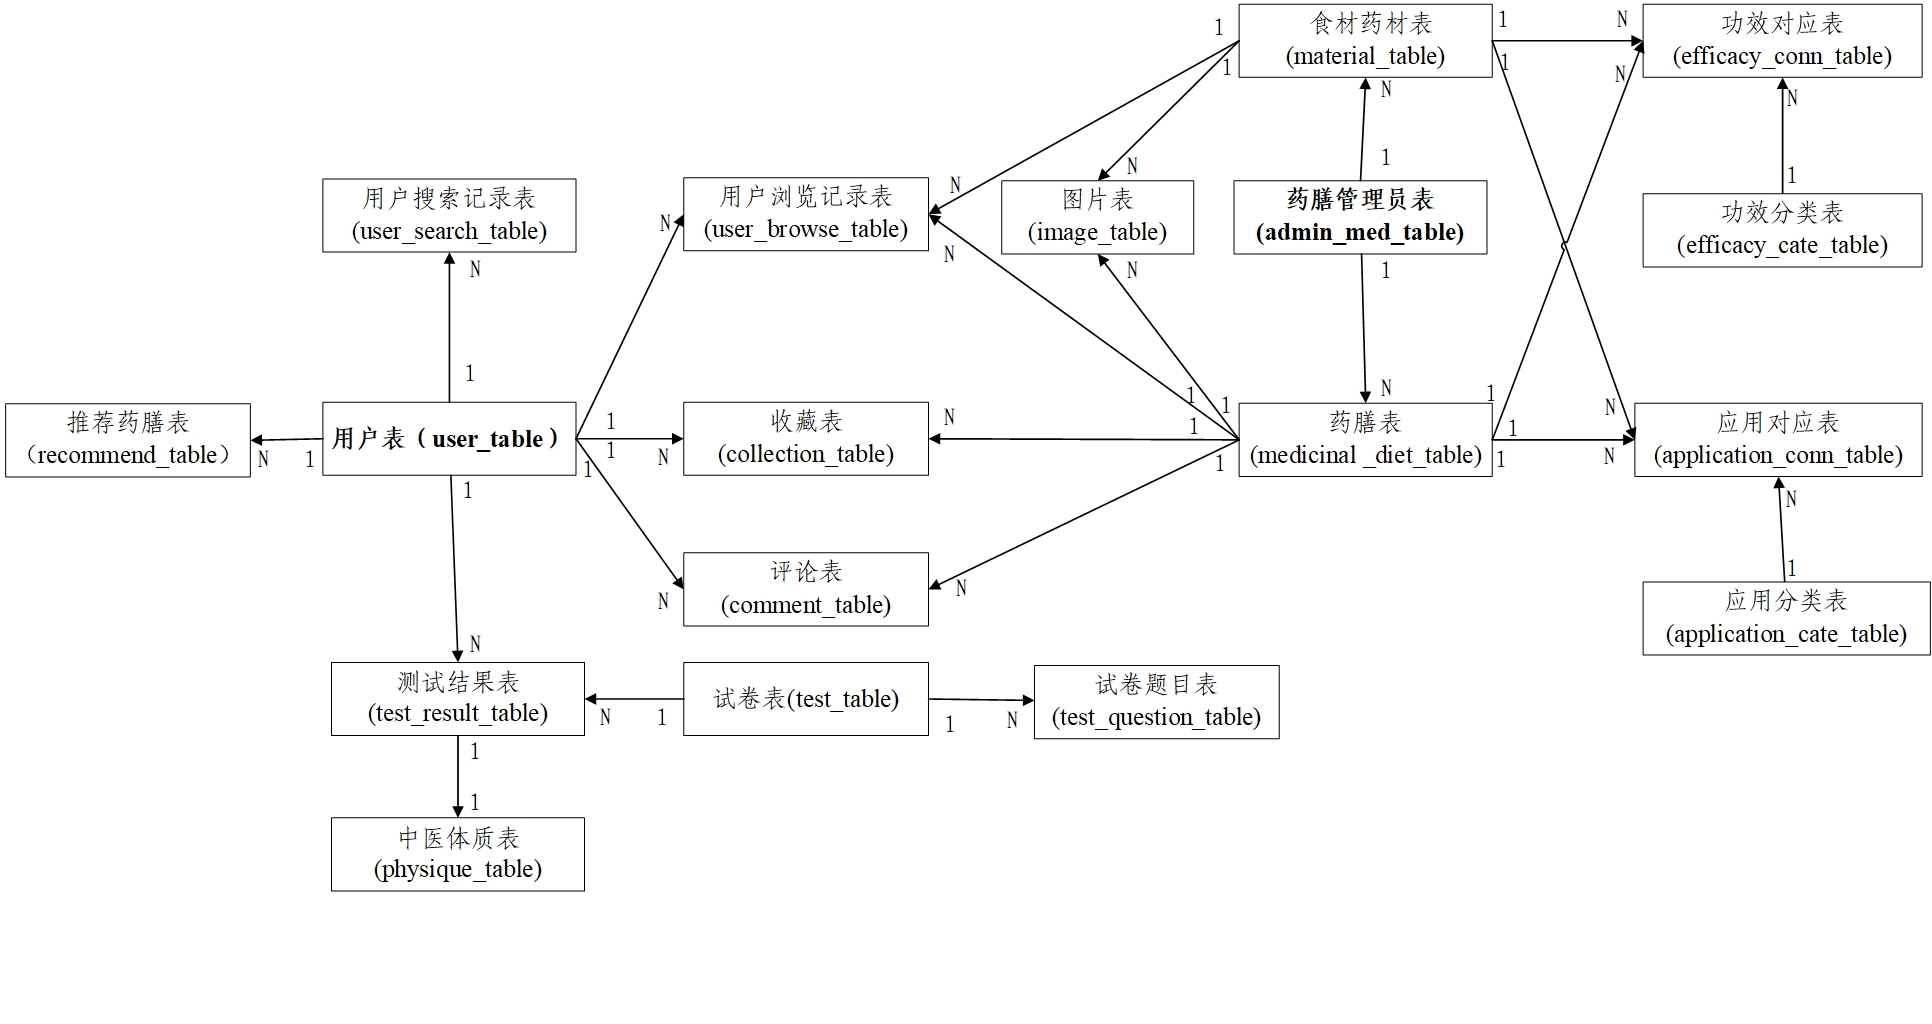 食材药材表
(material_table)
功效对应表
(efficacy_conn_table)
1
1
N
1
1
N
N
N
1
N
1
用户搜索记录表
(user_search_table)
用户浏览记录表
(user_browse_table)
图片表
(image_table)
药膳管理员表
(admin_med_table)
功效分类表
(efficacy_cate_table)
N
N
N
N
N
N
1
1
推荐药膳表
（recommend_table）
用户表（user_table）
收藏表
(collection_table)
药膳表
(medicinal _diet_table)
应用对应表
(application_conn_table)
N
1
1
1
1
N
N
1
1
1
1
N
1
1
1
N
N
N
1
评论表
(comment_table)
N
N
N
1
应用分类表
(application_cate_table)
N
测试结果表
(test_result_table)
试卷表(test_table)
试卷题目表
(test_question_table)
N
1
1
N
1
1
中医体质表
(physique_table)